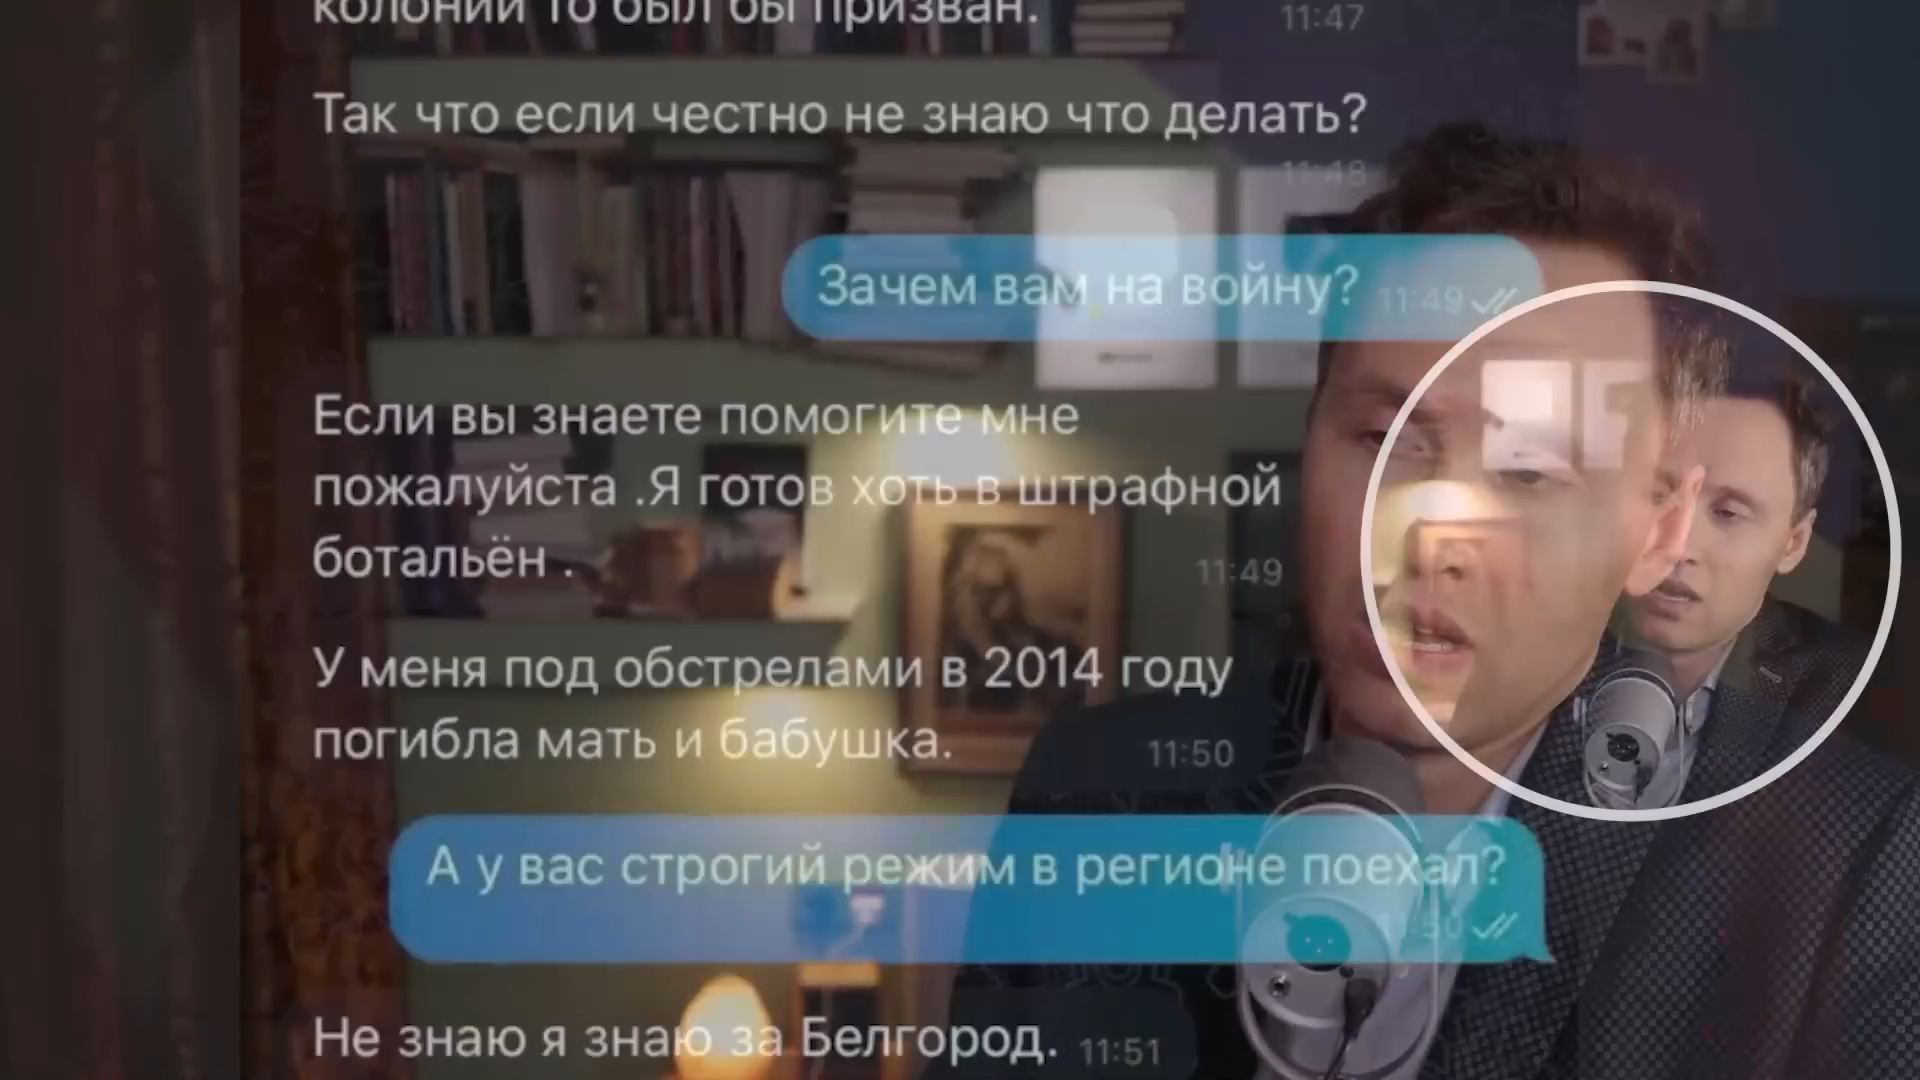 колонии то был бы призван.
11:47
Так что если честно не знаю что делать?
11:48
Зачем вам на войну?
11:49
Если вы знаете помогите мне
пожалуйста .Я готов хоть в штрафной
ботальён .
11:49
У меня под обстрелами в 2014 году
погибла мать и бабушка.
11:50
А у вас строгий режим в регионе поехал?
11:50
Не знаю я знаю за Белгород.
11:51